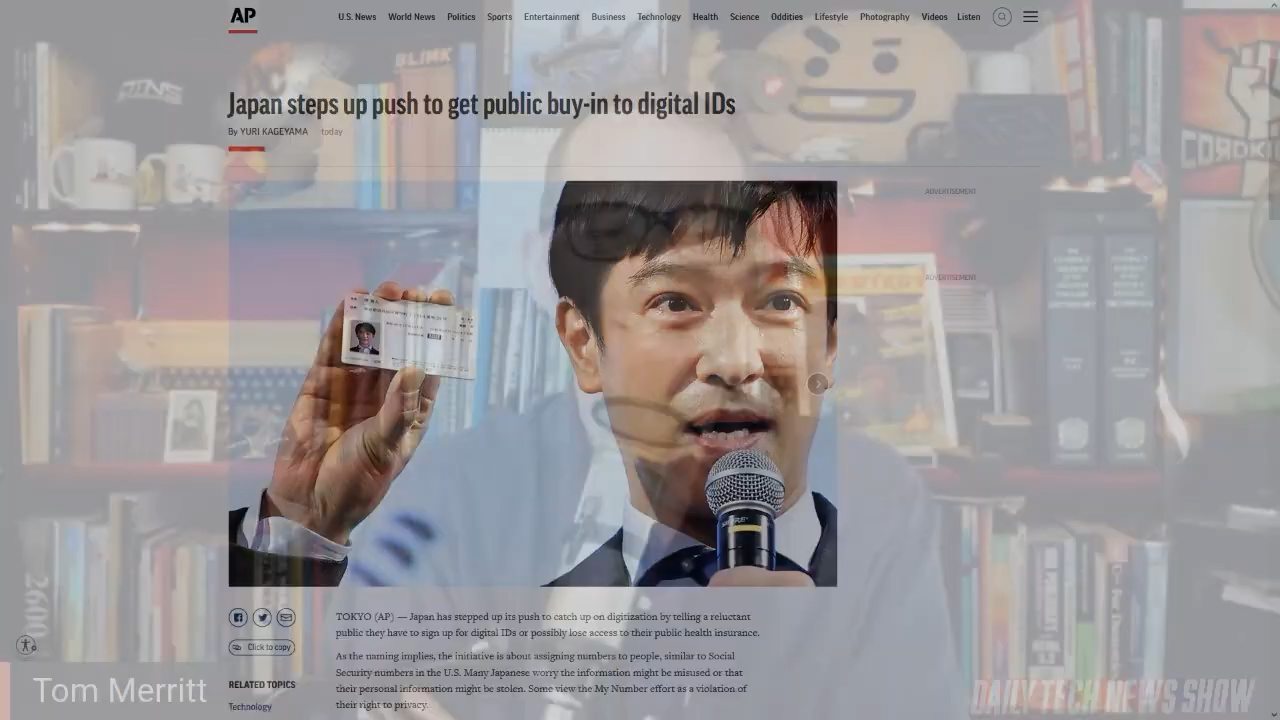 AP
U.S. News World News Politics Sports Entertainment Business Technology Health Science Oddities Lifestyle Photography Videos Listen
BLINK
Japan steps up push to get public buy-in to digital IDs
By YURI KAGEYAMA today
ADVERTISEMENT
ADVERTISEMENT
TOKYO (AP) — Japan has stepped up its push to catch up on digitization by telling a reluctant
public they have to sign up for digital IDs or possibly lose access to their public health insurance.
Click to copy
As the naming implies, the initiative is about assigning numbers to people, similar to Social
Security numbers in the U.S. Many Japanese worry the information might be misused or that
their personal information might be stolen. Some view the My Number effort as a violation of
their right to privacy.
RELATED TOPICS
Technology
2600
Tom Merritt
DAILY TECH NEWS SHOW